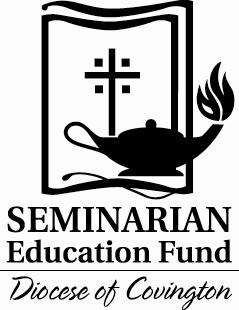 SEMINARIAN
Education Fund
Diocese of Covington